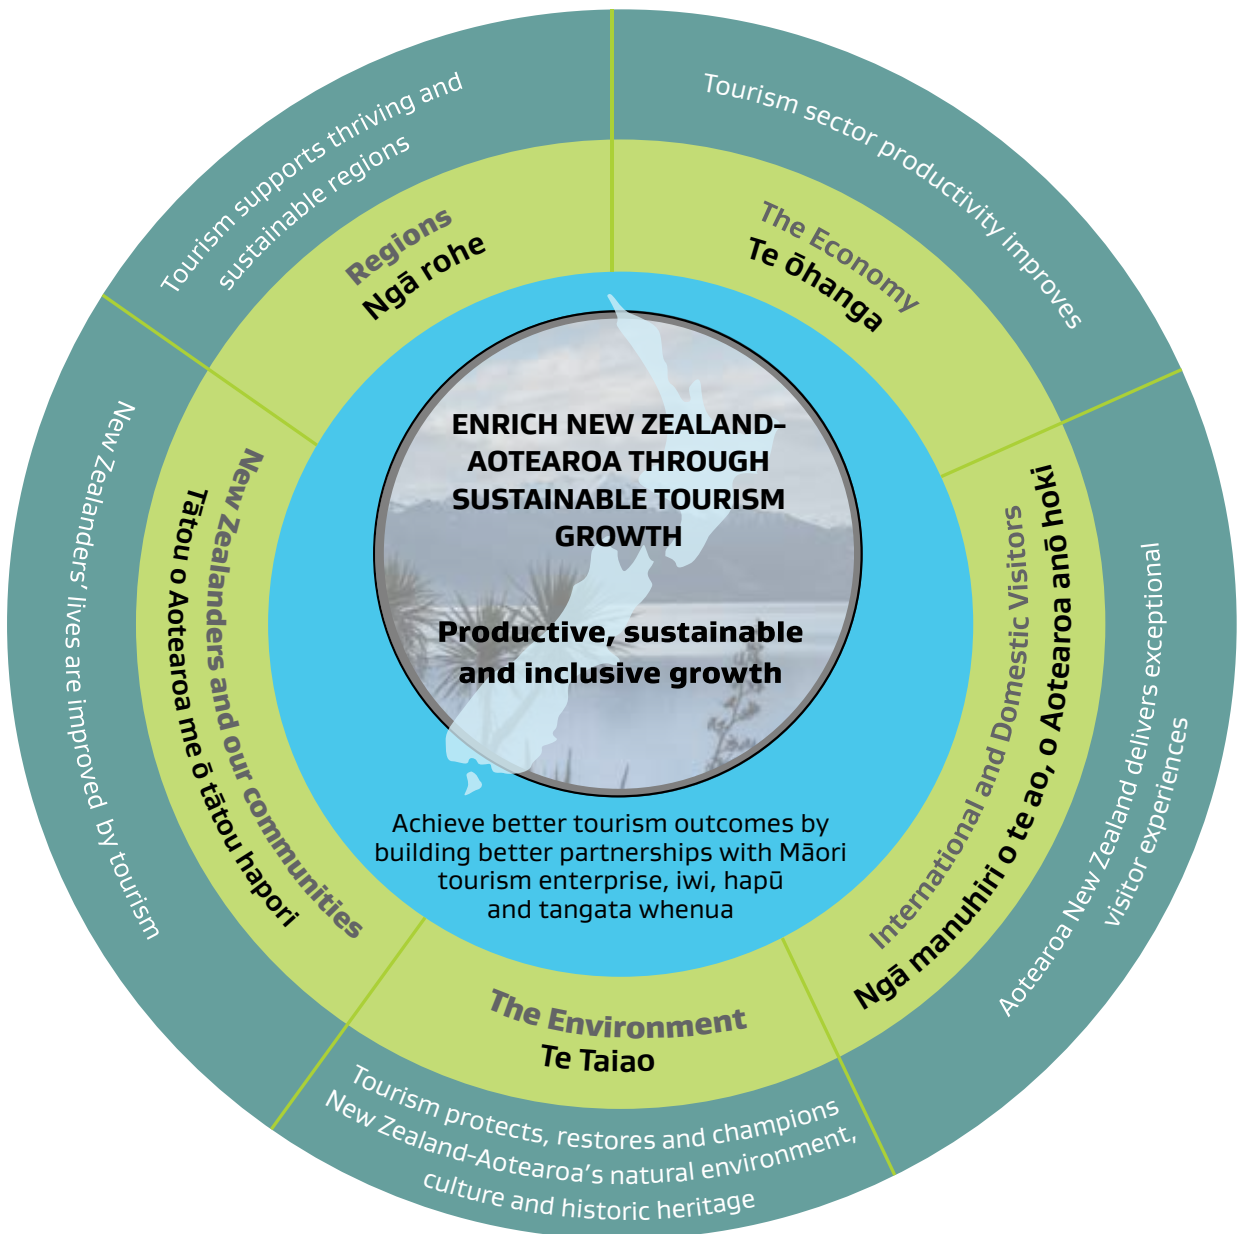 ENRICH NEW ZEALAND–
AOTEAROA THROUGH
SUSTAINABLE TOURISM
GROWTH
Productive, sustainable
and inclusive growth
Achieve better tourism outcomes by
building better partnerships with Māori
tourism enterprise, iwi, hapū
and tangata whenua
The Economy
Te ōhanga
Tourism sector productivity improves
International and Domestic Visitors
Ngā manuhiri o te ao, o Aotearoa anō hoki
Aotearoa New Zealand delivers exceptional
visitor experiences
The Environment
Te Taiao
Tourism protects, restores and champions
New Zealand–Aotearoa's natural environment,
culture and historic heritage
New Zealanders and our communities
Tātou o Aotearoa me ō tātou hapori
New Zealanders' lives are improved by tourism
Regions
Ngā rohe
Tourism supports thriving and
sustainable regions